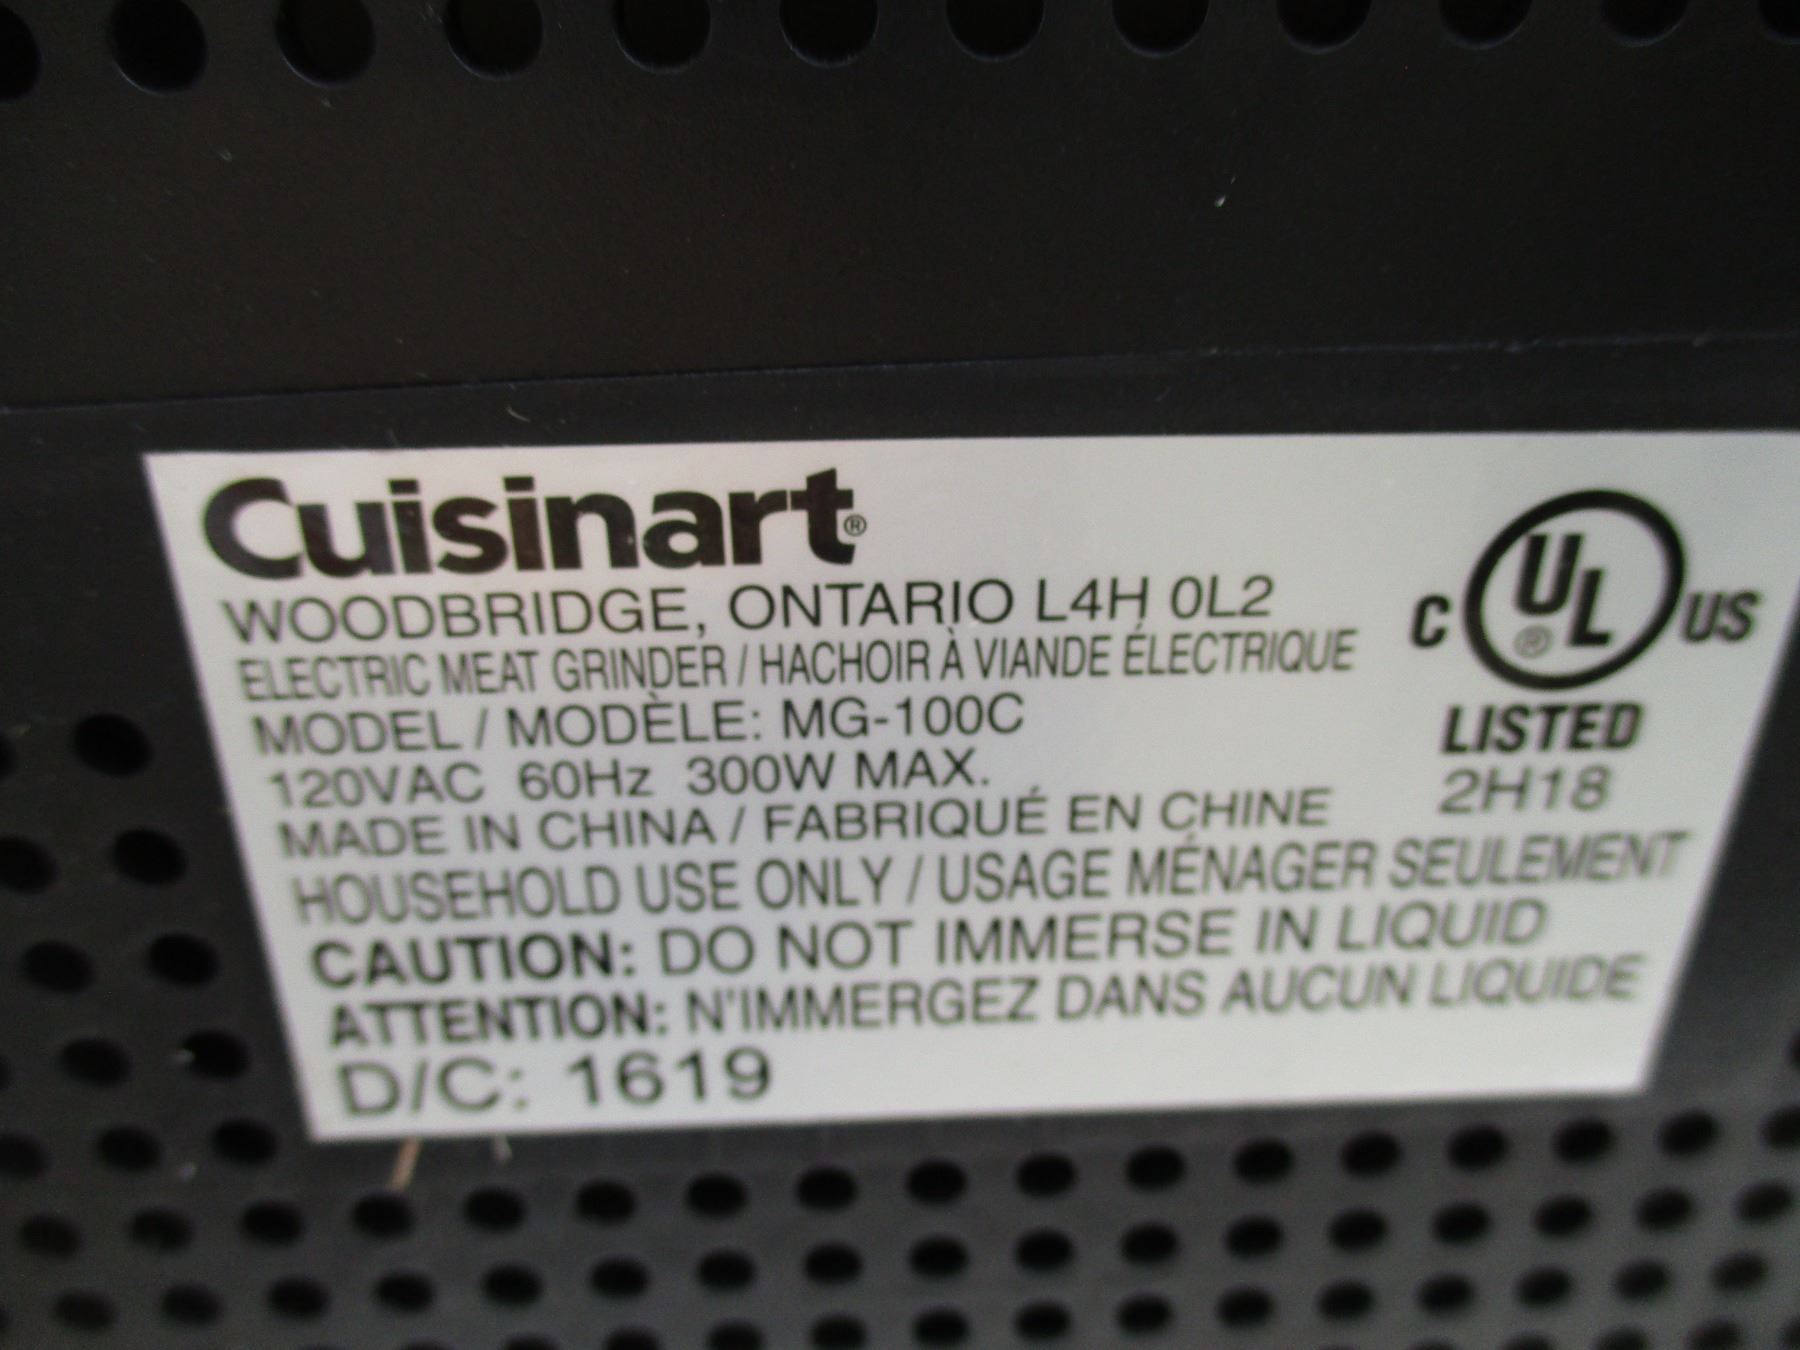 Cuisinart®
WOODBRIDGE, ONTARIO L4H 0L2
ELECTRIC MEAT GRINDER / HACHOIR À VIANDE ÉLECTRIQUE
MODEL / MODÈLE: MG-100C
120VAC 60Hz 300W MAX.
MADE IN CHINA / FABRIQUÉ EN CHINE
HOUSEHOLD USE ONLY / USAGE MÉNAGER SEULEMENT
CAUTION: DO NOT IMMERSE IN LIQUID
ATTENTION: N'IMMERGEZ DANS AUCUN LIQUIDE
D/C: 1619
C UL® US
LISTED
2H18